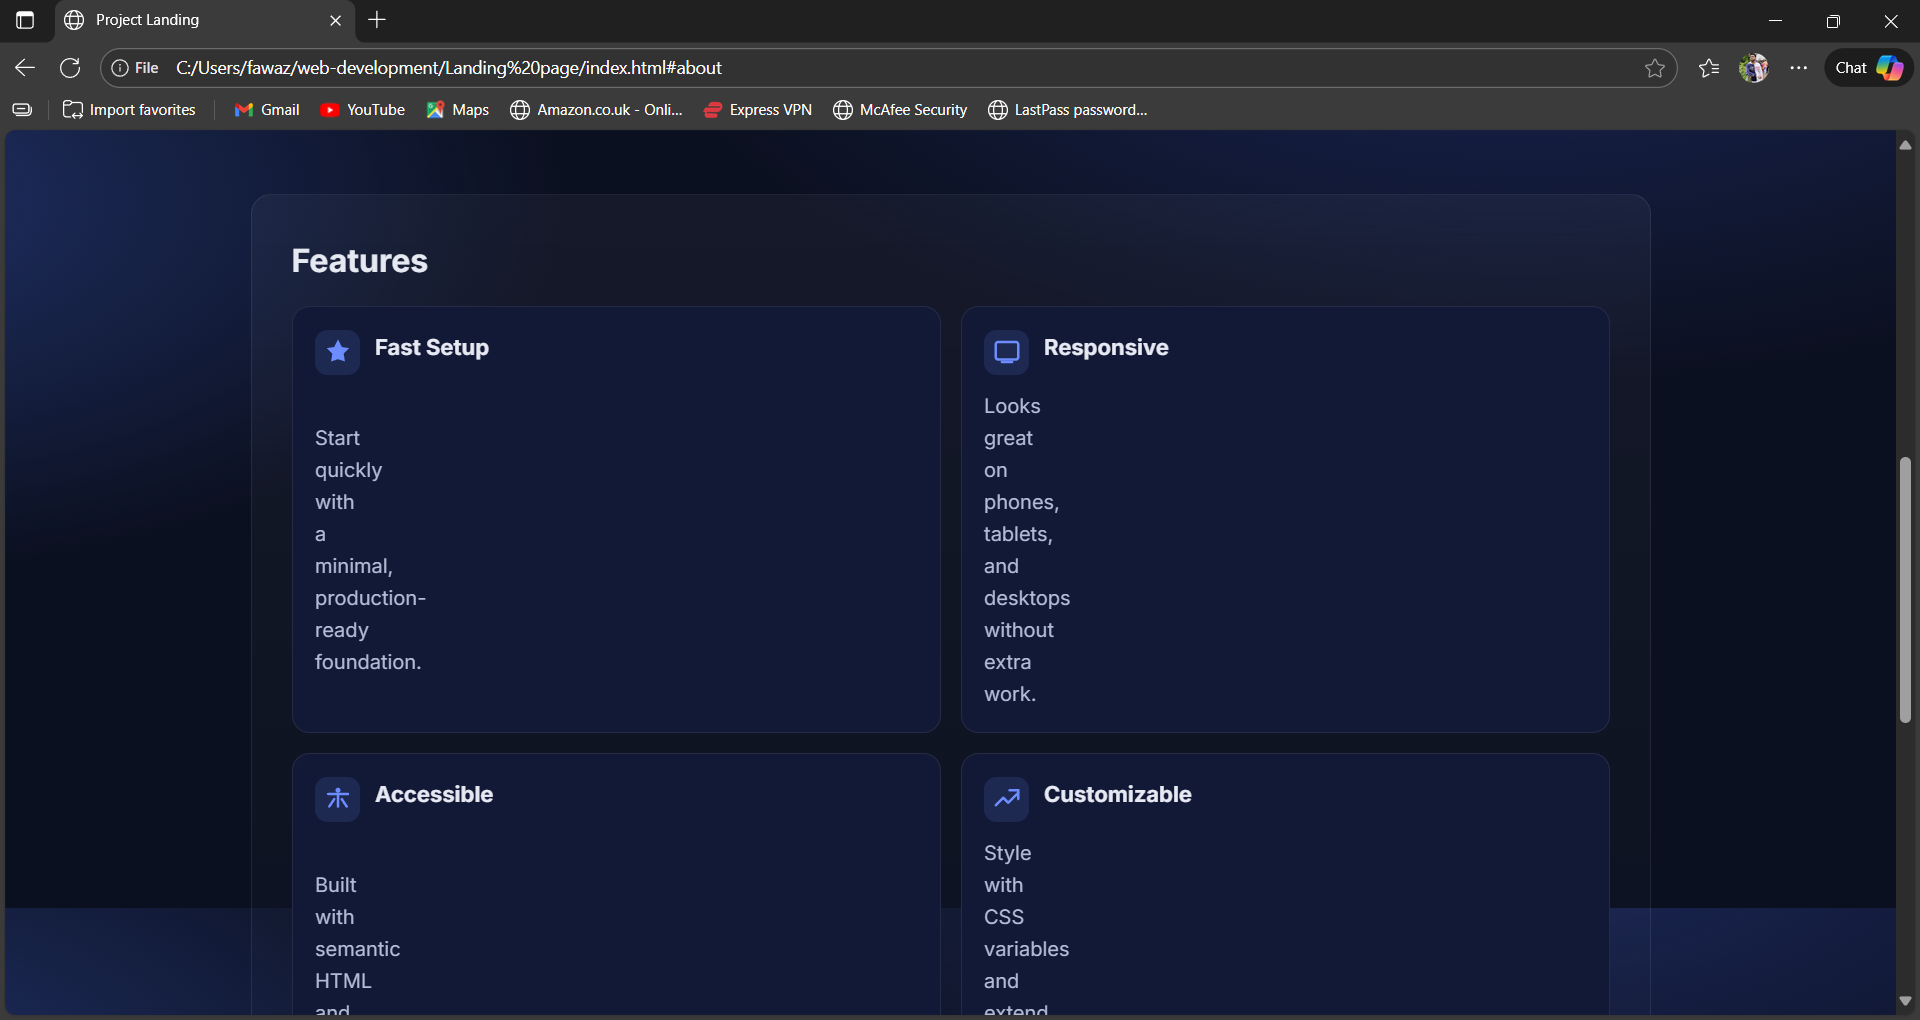 Project Landing
File C:/Users/fawaz/web-development/Landing%20page/index.html#about
Chat
Import favorites
Gmail
YouTube
Maps
Amazon.co.uk - Onli...
Express VPN
McAfee Security
LastPass password...
Features
Fast Setup
Start
quickly
with
a
minimal,
production-
ready
foundation.
Responsive
Looks
great
on
phones,
tablets,
and
desktops
without
extra
work.
Accessible
Built
with
semantic
HTML
and
Customizable
Style
with
CSS
variables
and
extend